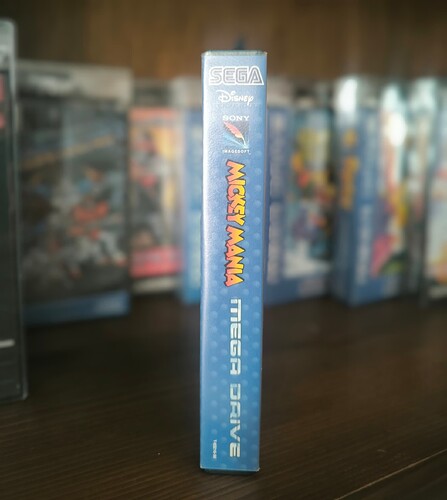 SEGA
Disney
SONY
IMAGESOFT
MICKEY MANIA
MEGA DRIVE